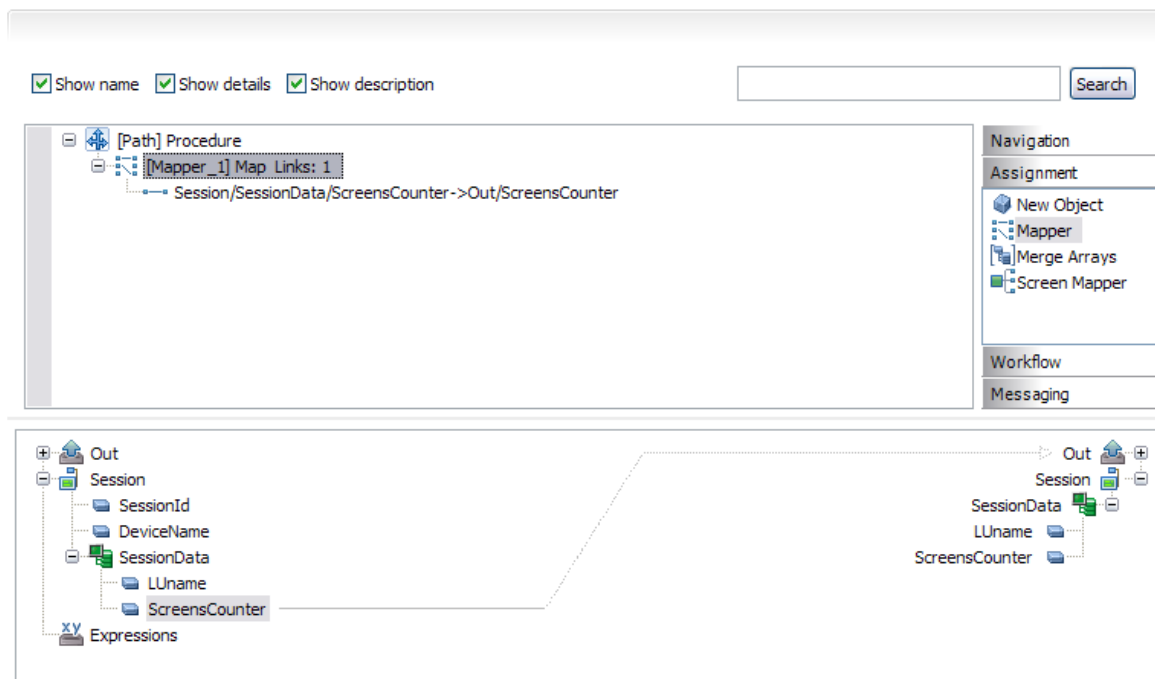 Show name Show details Show description Search
[Path] Procedure
[Mapper_1] Map Links: 1
Session/SessionData/ScreensCounter->Out/ScreensCounter
Navigation
Assignment
New Object
Mapper
Merge Arrays
Screen Mapper
Workflow
Messaging
Out
Session
SessionId
DeviceName
SessionData
LUname
ScreensCounter
XY Expressions
Out
Session
SessionData
LUname
ScreensCounter